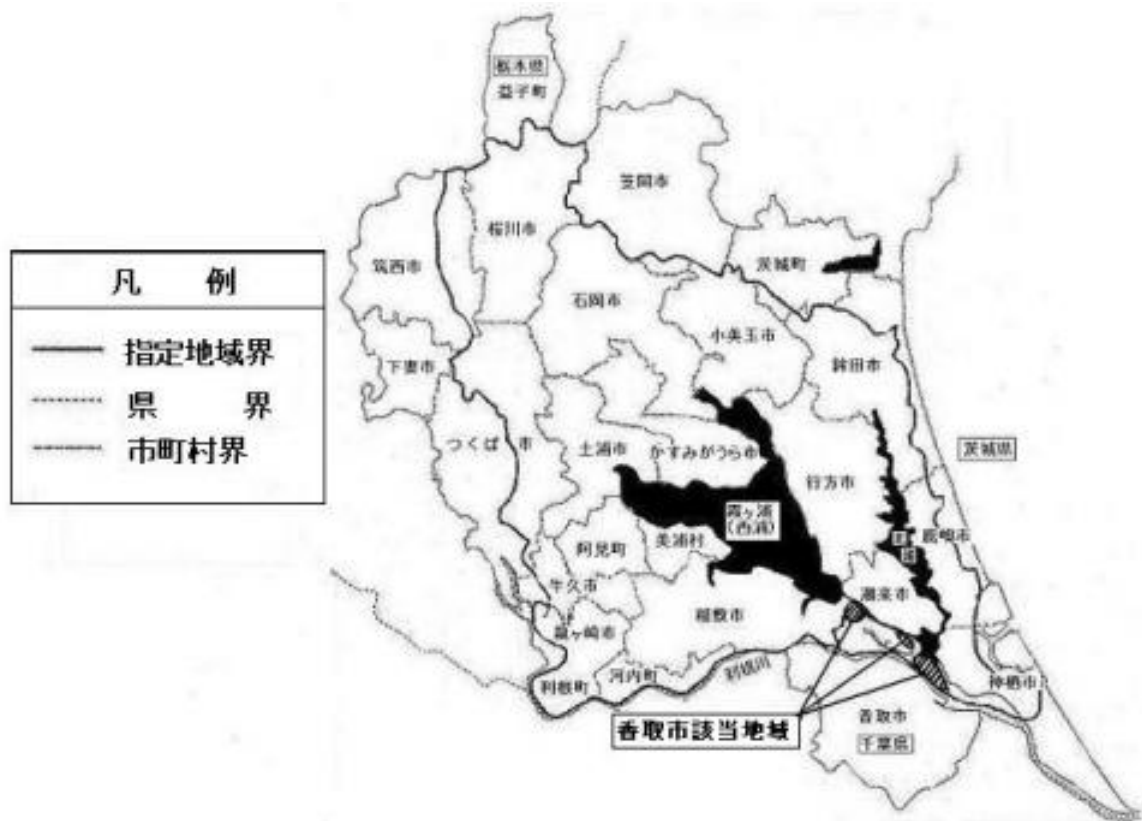 栃木県
益子町
笠間市
桜川市
茨城町
筑西市
凡 例
石岡市
小美玉市
指定地域界
下妻市
鉾田市
県 界
市町村界
つくば 市
土浦市
かすみがうら市
茨城県
行方市
霞ヶ浦
(西浦)
鹿嶋市
阿見町
美浦村
牛久市
潮来市
稲敷市
龍ヶ崎市
利根町
河内町
利根川
神栖市
香取市該当地域
香取市
千葉県